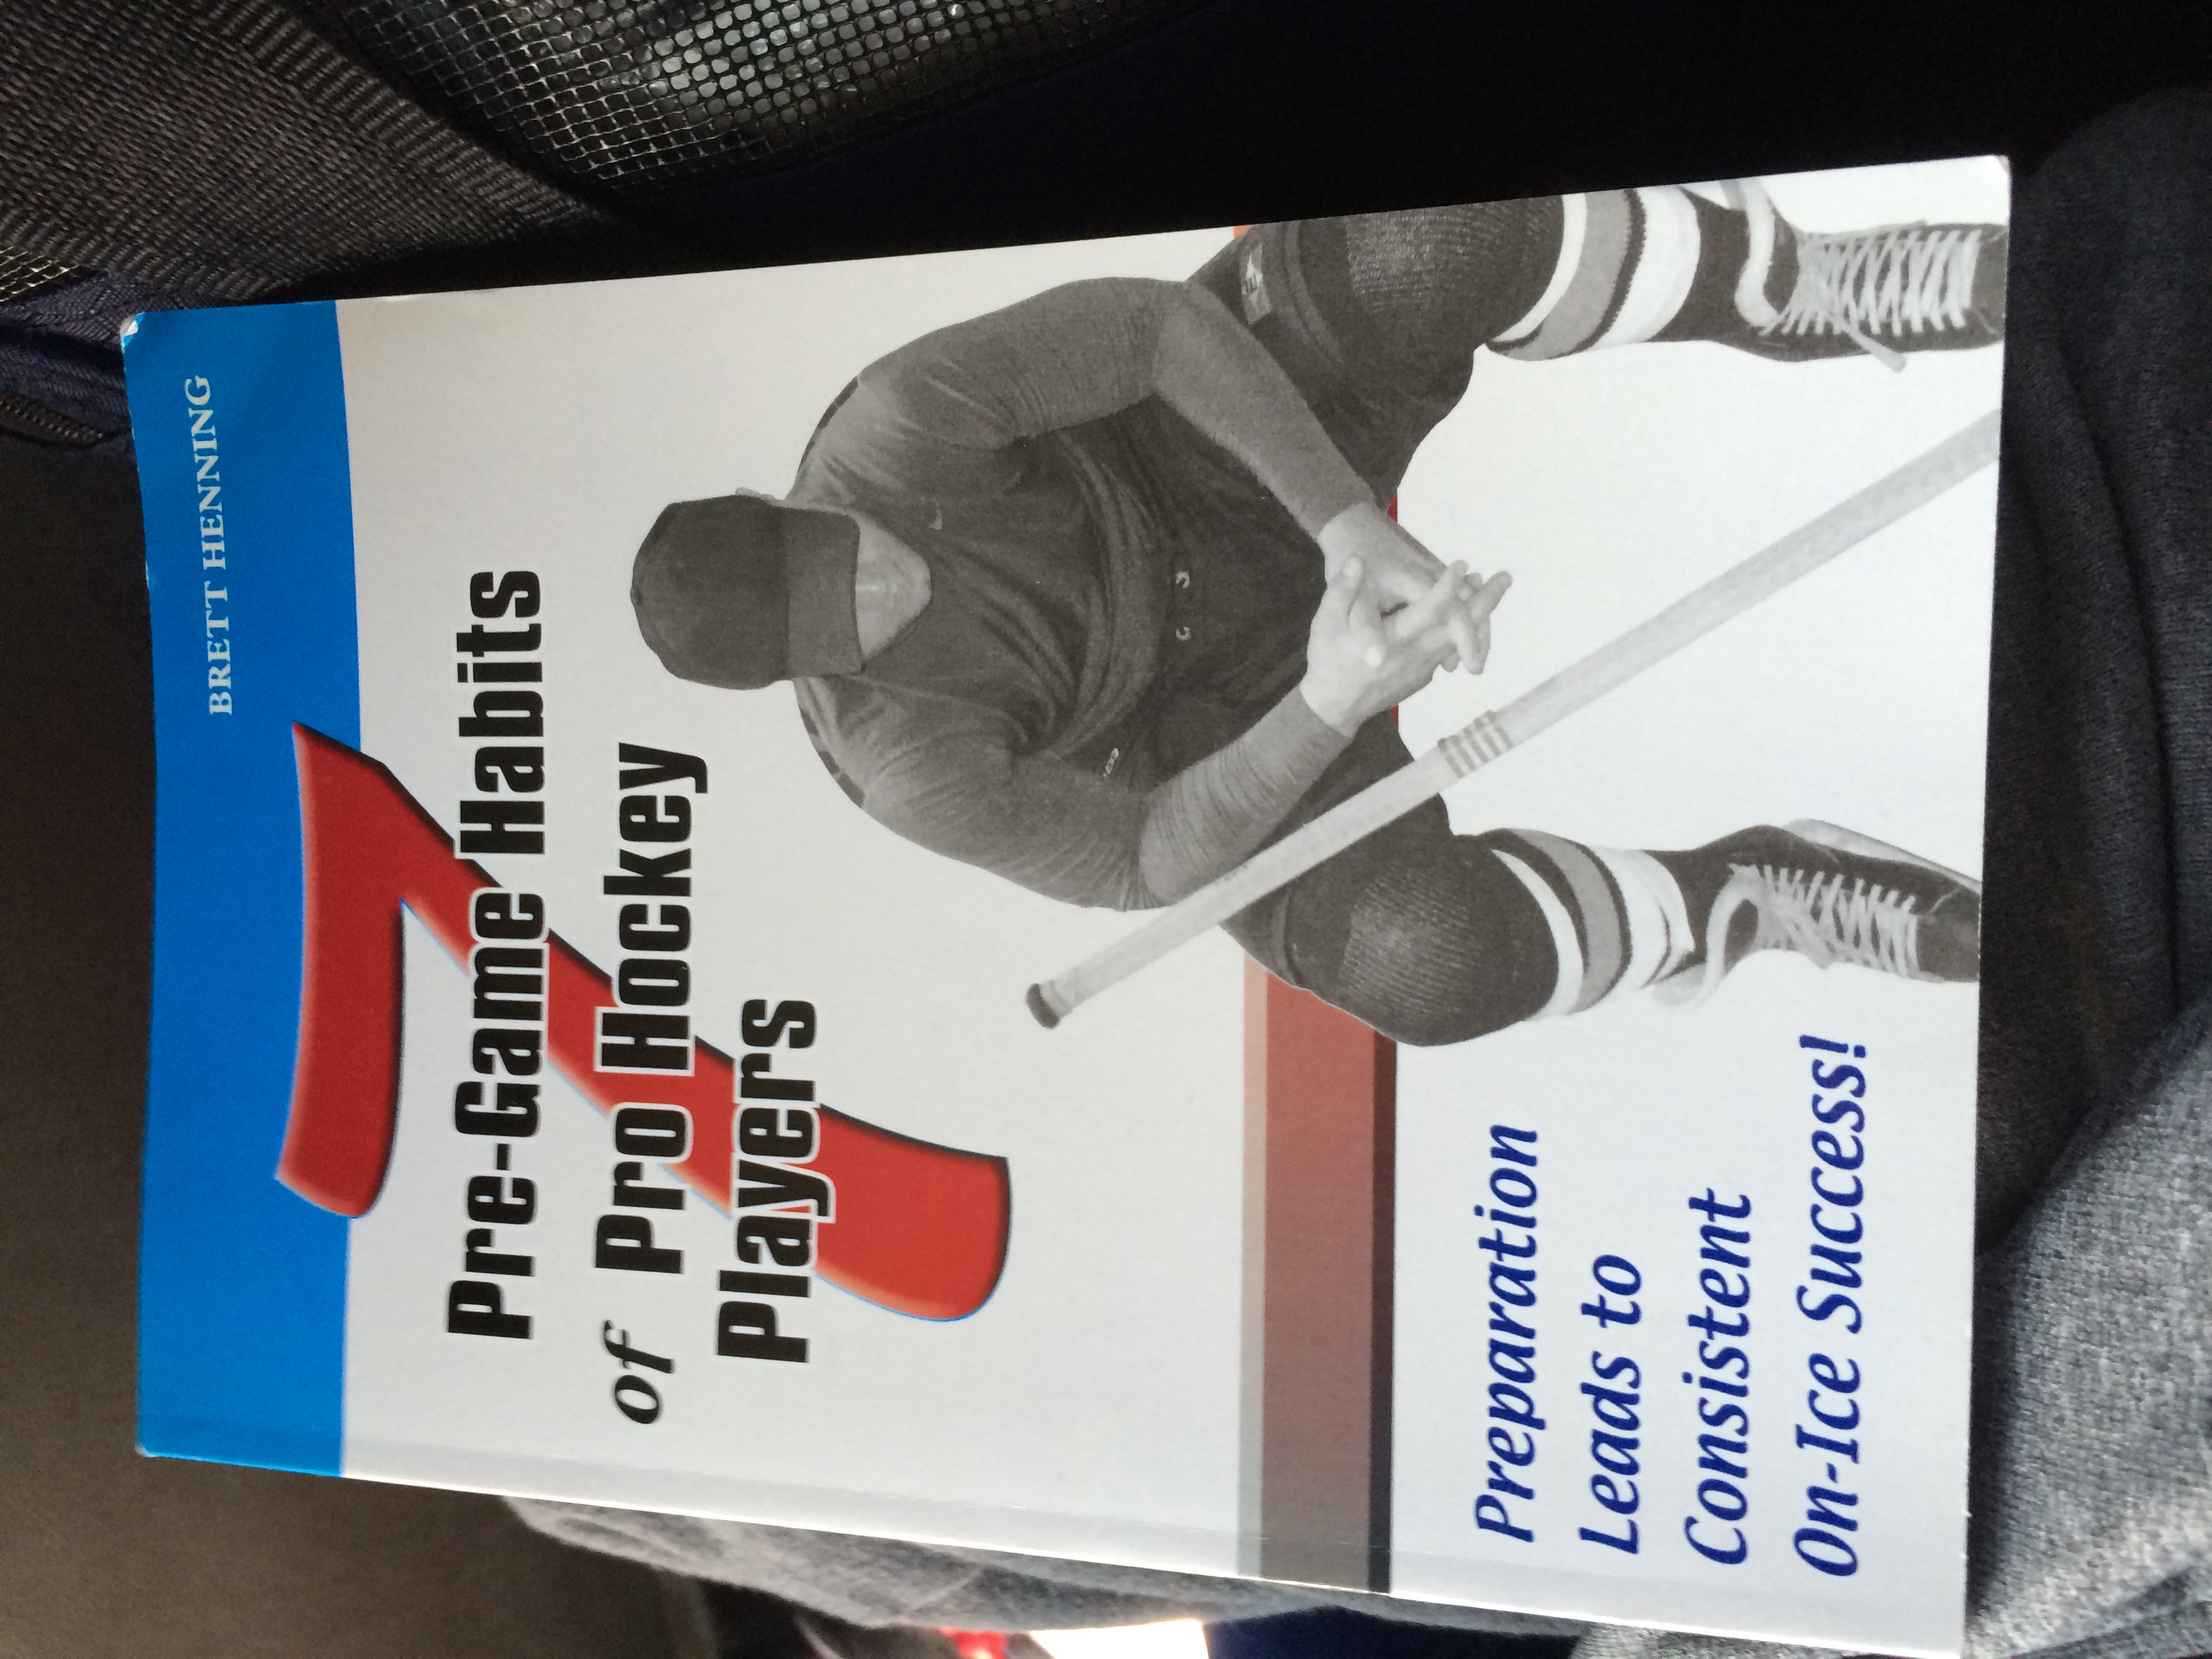 BRETT HENNING
7
Pre-Game Habits
of Pro Hockey
Players
Preparation
Leads to
Consistent
On-Ice Success!